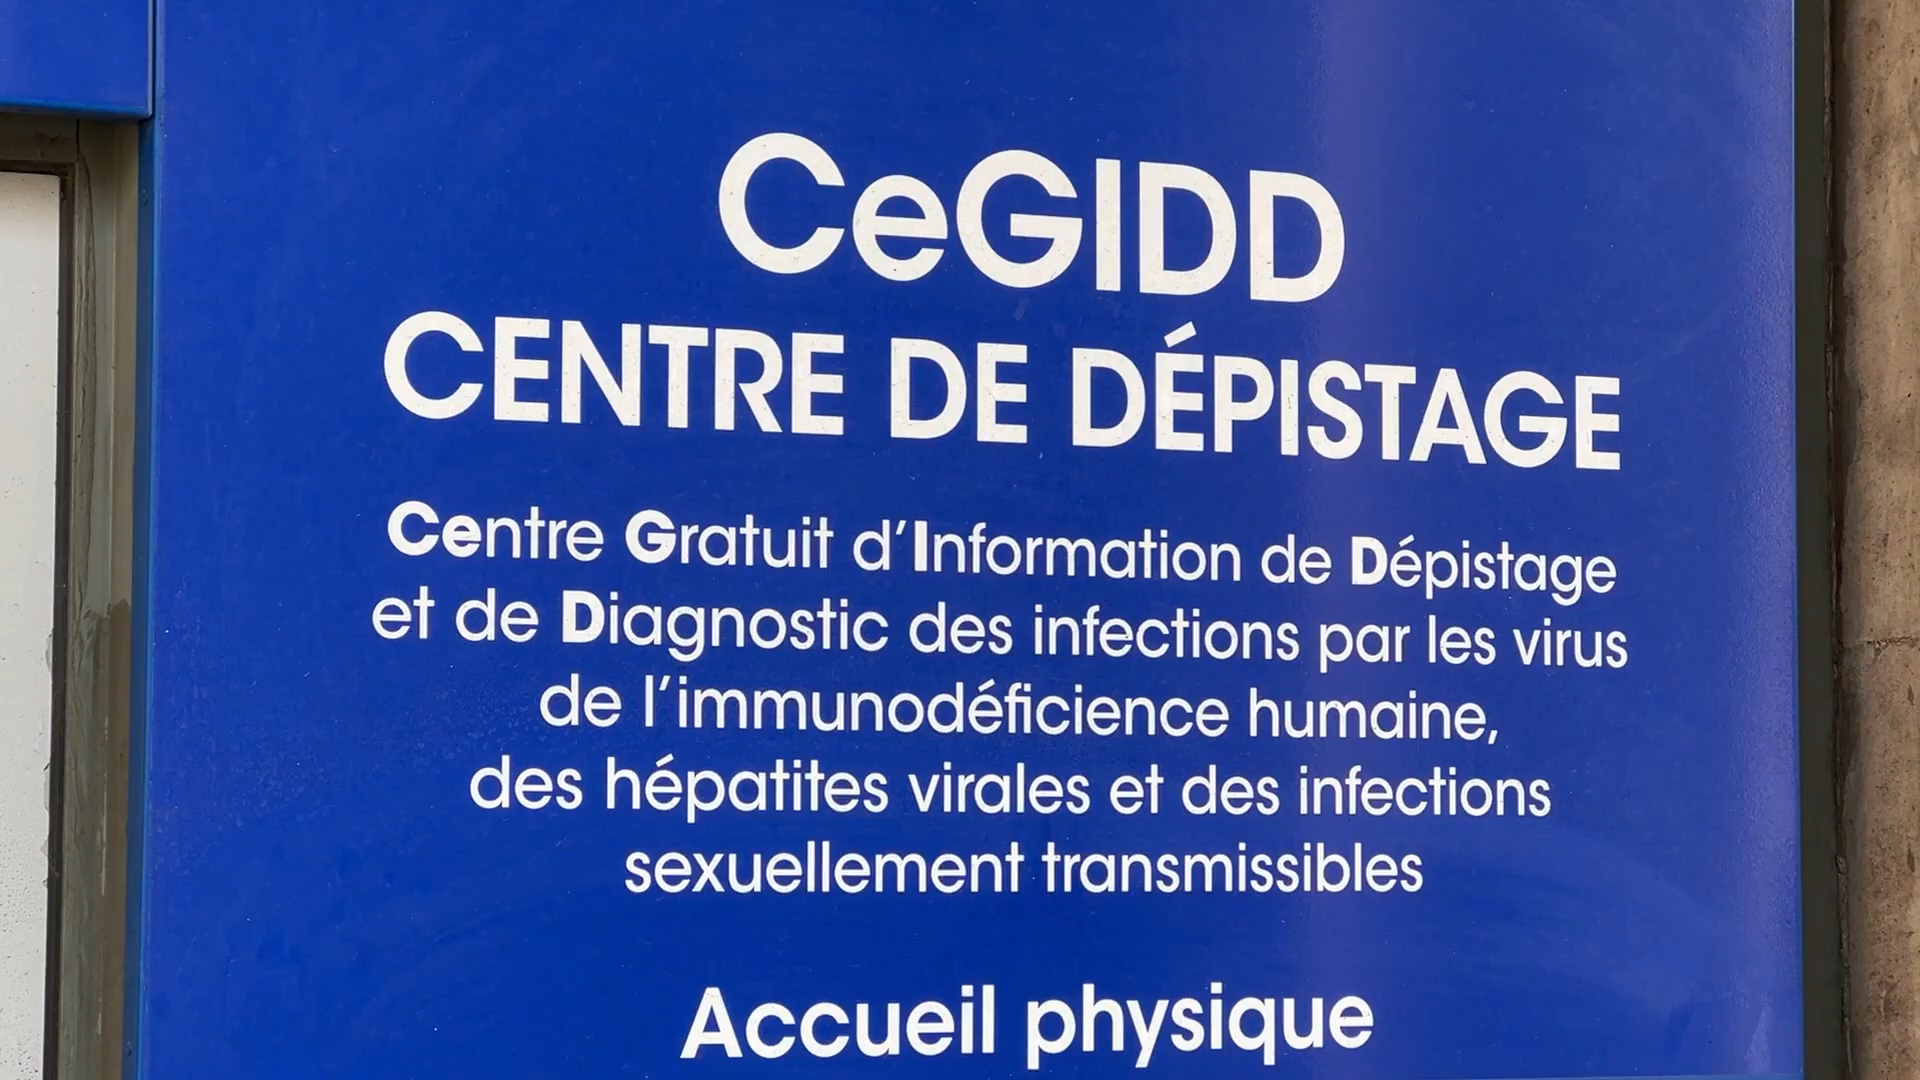 CeGIDD
CENTRE DE DÉPISTAGE
Centre Gratuit d'Information de Dépistage
et de Diagnostic des infections par les virus
de l'immunodéficience humaine,
des hépatites virales et des infections
sexuellement transmissibles
Accueil physique